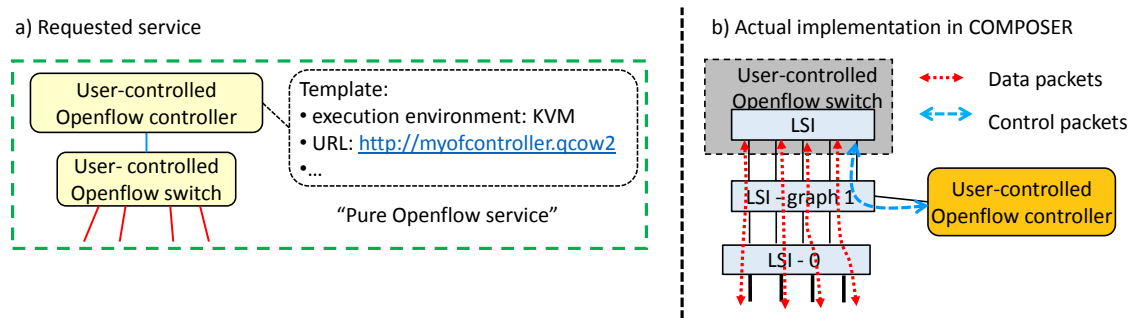 a) Requested service
User-controlled
Openflow controller
User- controlled
Openflow switch
Template:
• execution environment: KVM
• URL: http://myofcontroller.qcow2
•...
“Pure Openflow service”
b) Actual implementation in COMPOSER
User-controlled
Openflow switch
LSI
LSI - graph 1
LSI - 0
Data packets
Control packets
User-controlled
Openflow controller